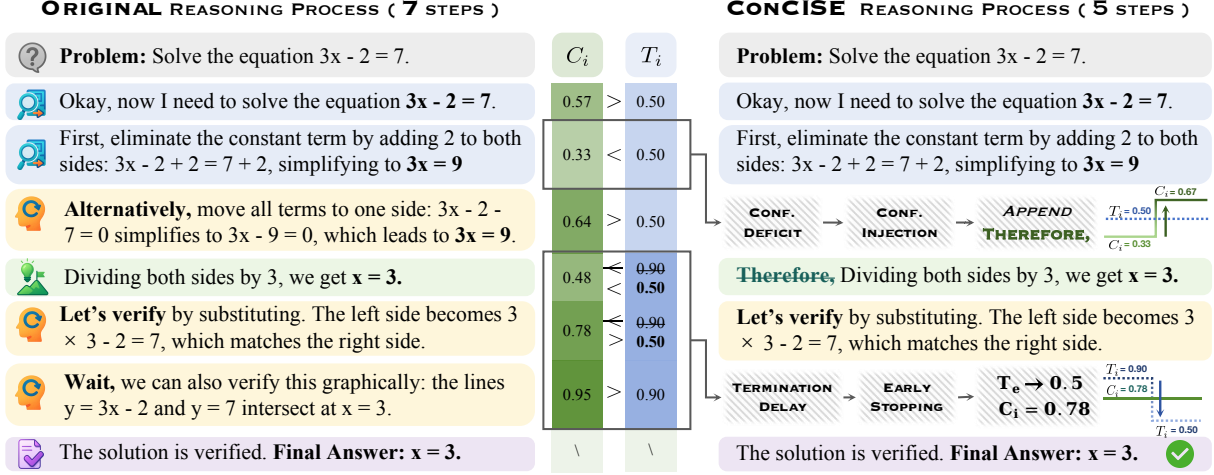 ORIGINAL REASONING PROCESS ( 7 STEPS )
Problem: Solve the equation 3x - 2 = 7.
Okay, now I need to solve the equation 3x - 2 = 7.
First, eliminate the constant term by adding 2 to both
sides: 3x - 2 + 2 = 7 + 2, simplifying to 3x = 9
Alternatively, move all terms to one side: 3x - 2 -
7 = 0 simplifies to 3x - 9 = 0, which leads to 3x = 9.
Dividing both sides by 3, we get x = 3.
Let's verify by substituting. The left side becomes 3
× 3 - 2 = 7, which matches the right side.
Wait, we can also verify this graphically: the lines
y = 3x - 2 and y = 7 intersect at x = 3.
The solution is verified. Final Answer: x = 3.
C_i T_i
0.57 > 0.50
0.33 < 0.50
0.64 > 0.50
0.48 < 0.90
< 0.50
0.78 < 0.90
> 0.50
0.95 > 0.90
\ \
CONCISE REASONING PROCESS ( 5 STEPS )
Problem: Solve the equation 3x - 2 = 7.
Okay, now I need to solve the equation 3x - 2 = 7.
First, eliminate the constant term by adding 2 to both
sides: 3x - 2 + 2 = 7 + 2, simplifying to 3x = 9
CONF.
DEFICIT
CONF.
INJECTION
APPEND
THEREFORE,
C_i = 0.67
T_i = 0.50
C_i = 0.33
Therefore, Dividing both sides by 3, we get x = 3.
Let's verify by substituting. The left side becomes 3
× 3 - 2 = 7, which matches the right side.
TERMINATION
DELAY
EARLY
STOPPING
T_e → 0.5
C_i = 0.78
T_i = 0.90
C_i = 0.78
T_i = 0.50
The solution is verified. Final Answer: x = 3.